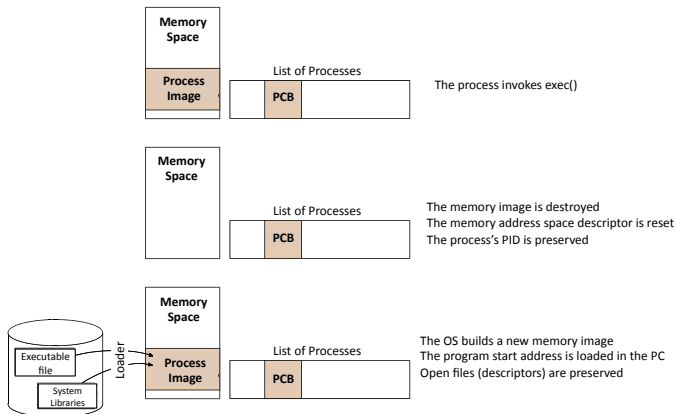 Memory
Space
Process
Image
List of Processes
PCB
The process invokes exec()
Memory
Space
List of Processes
PCB
The memory image is destroyed
The memory address space descriptor is reset
The process's PID is preserved
Memory
Space
Executable
file
System
Libraries
Loader
Process
Image
List of Processes
PCB
The OS builds a new memory image
The program start address is loaded in the PC
Open files (descriptors) are preserved